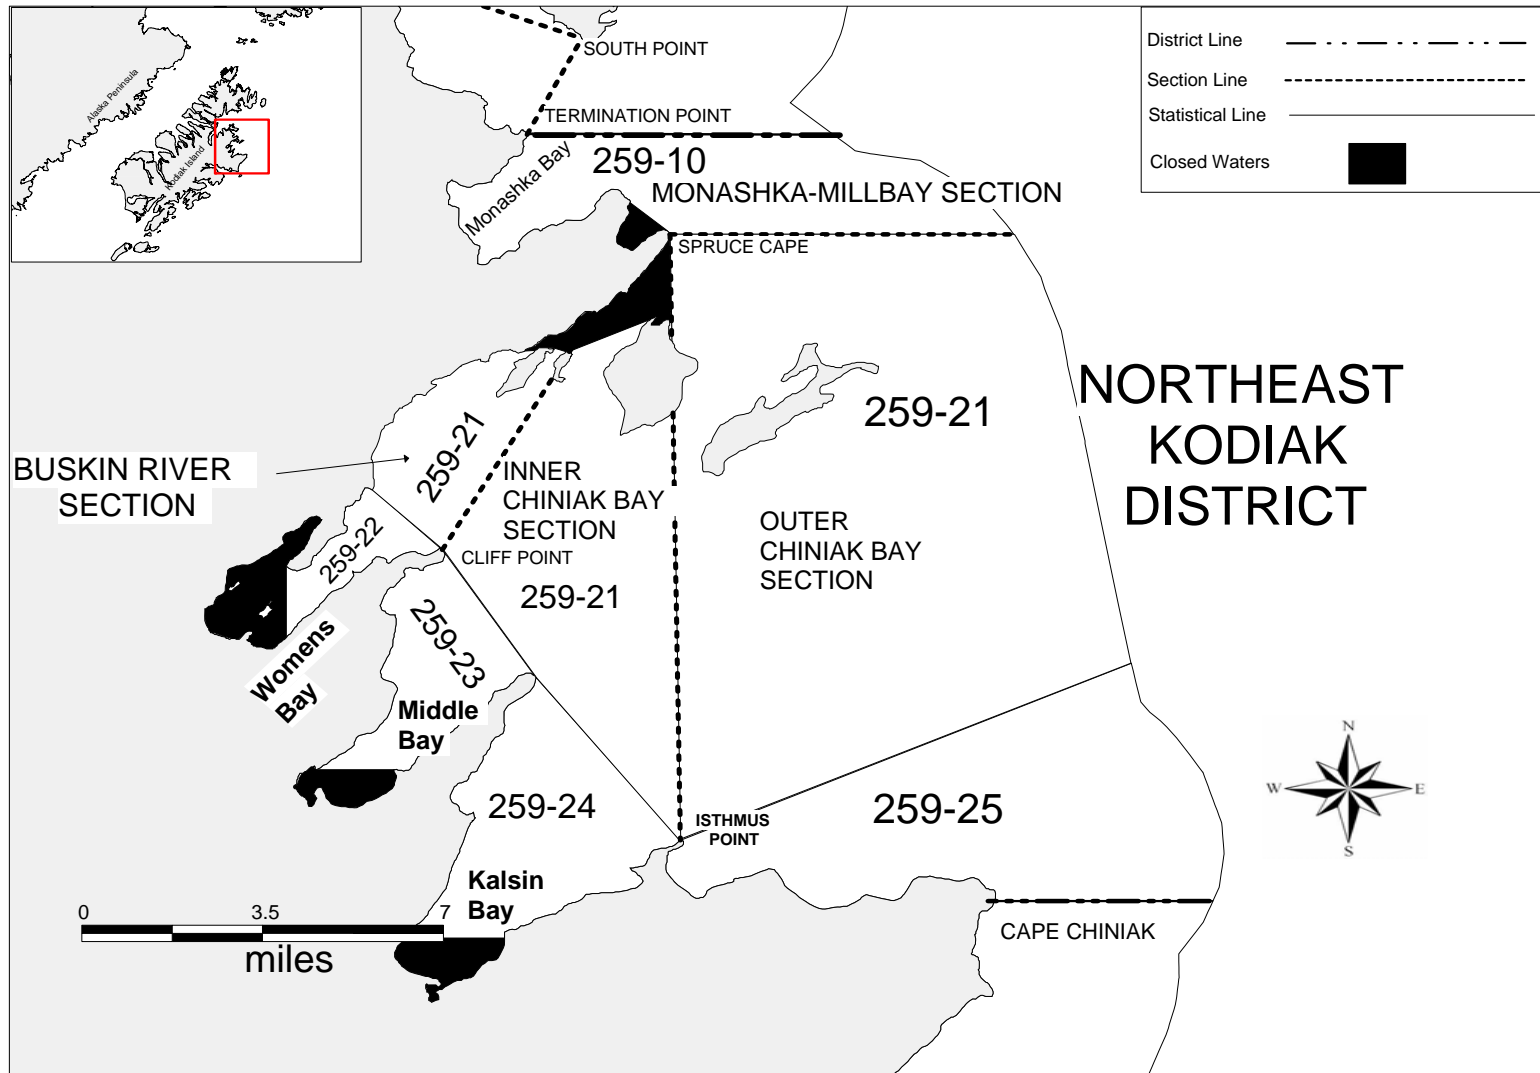 SOUTH POINT
TERMINATION POINT
Monashka Bay
259-10
MONASHKA-MILLBAY SECTION
SPRUCE CAPE
District Line
Section Line
Statistical Line
Closed Waters
Alaska Peninsula
Kodiak Island
NORTHEAST
KODIAK
DISTRICT
259-21
BUSKIN RIVER
SECTION
259-21
INNER
CHINIAK BAY
SECTION
OUTER
CHINIAK BAY
SECTION
259-22
CLIFF POINT
259-21
259-23
Womens
Bay
Middle
Bay
259-24
ISTHMUS
POINT
259-25
Kalsin
Bay
CAPE CHINIAK
0 3.5 7
miles
N
W E
S